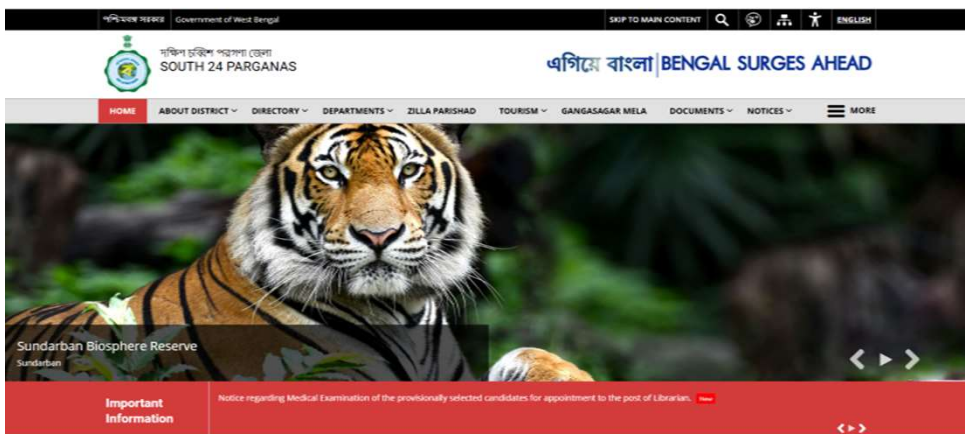 পশ্চিমবঙ্গ সরকার Government of West Bengal SKIP TO MAIN CONTENT ENGLISH
দক্ষিণ চব্বিশ পরগণা জেলা
SOUTH 24 PARGANAS
এগিয়ে বাংলা BENGAL SURGES AHEAD
HOME ABOUT DISTRICT DIRECTORY DEPARTMENTS ZILLA PARISHAD TOURISM GANGASAGAR MELA DOCUMENTS NOTICES MORE
Sundarban Biosphere Reserve
Sundarban
Important
Information
Notice regarding Medical Examination of the provisionally selected candidates for appointment to the post of Librarian. New